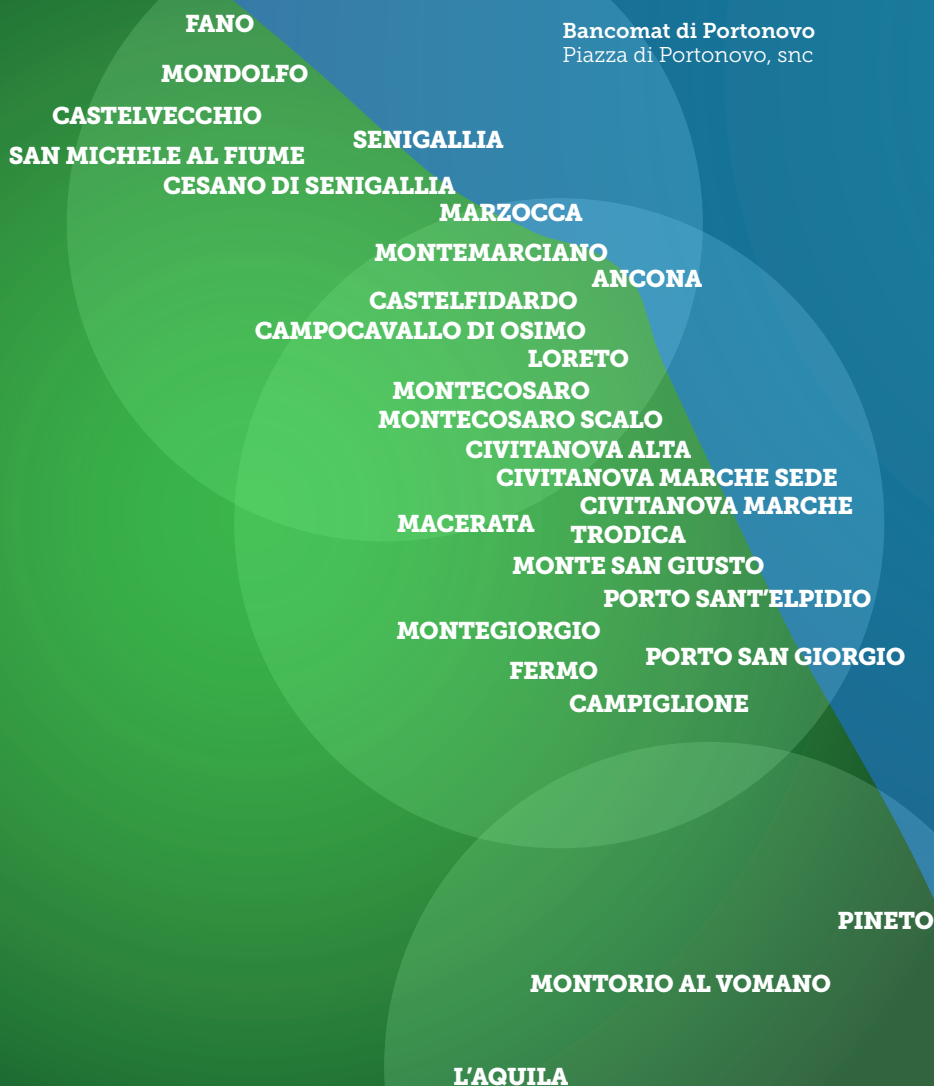 FANO
Bancomat di Portonovo
Piazza di Portonovo, snc
MONDOLFO
CASTELVECCHIO
SENIGALLIA
SAN MICHELE AL FIUME
CESANO DI SENIGALLIA
MARZOCCA
MONTEMARCIANO
ANCONA
CASTELFIDARDO
CAMPOCAVALLO DI OSIMO
LORETO
MONTECOSARO
MONTECOSARO SCALO
CIVITANOVA ALTA
CIVITANOVA MARCHE SEDE
CIVITANOVA MARCHE
MACERATA
TRODICA
MONTE SAN GIUSTO
PORTO SANT'ELPIDIO
MONTEGIORGIO
PORTO SAN GIORGIO
FERMO
CAMPIGLIONE
PINETO
MONTORIO AL VOMANO
L'AQUILA